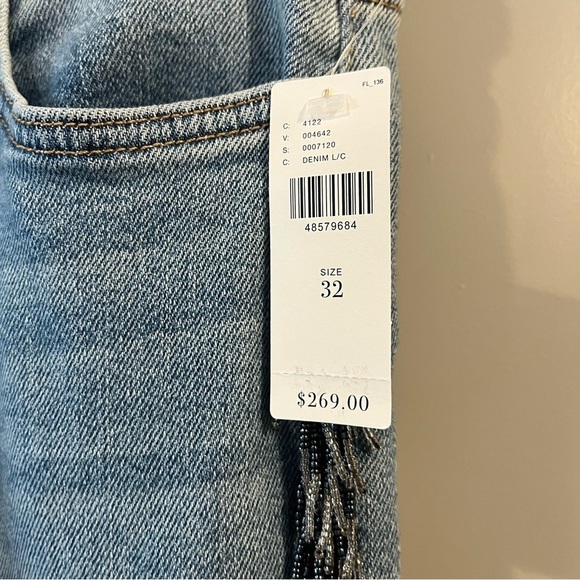 FL_136
C: 4122
V: 004642
S: 0007120
C: DENIM L/C
48579684
SIZE
32
$269.00